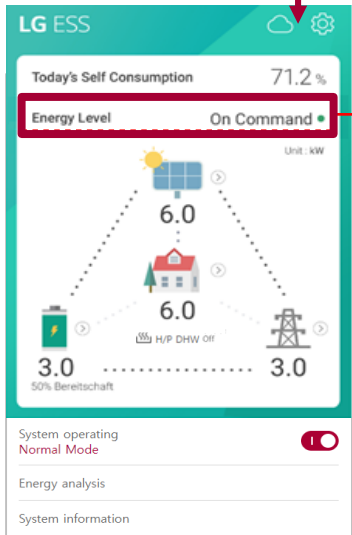 LG ESS
Today's Self Consumption 71.2 %
Energy Level On Command
Unit : kW
6.0
6.0
H/P DHW Off
3.0 3.0
50% Bereitschaft
System operating
Normal Mode
Energy analysis
System information